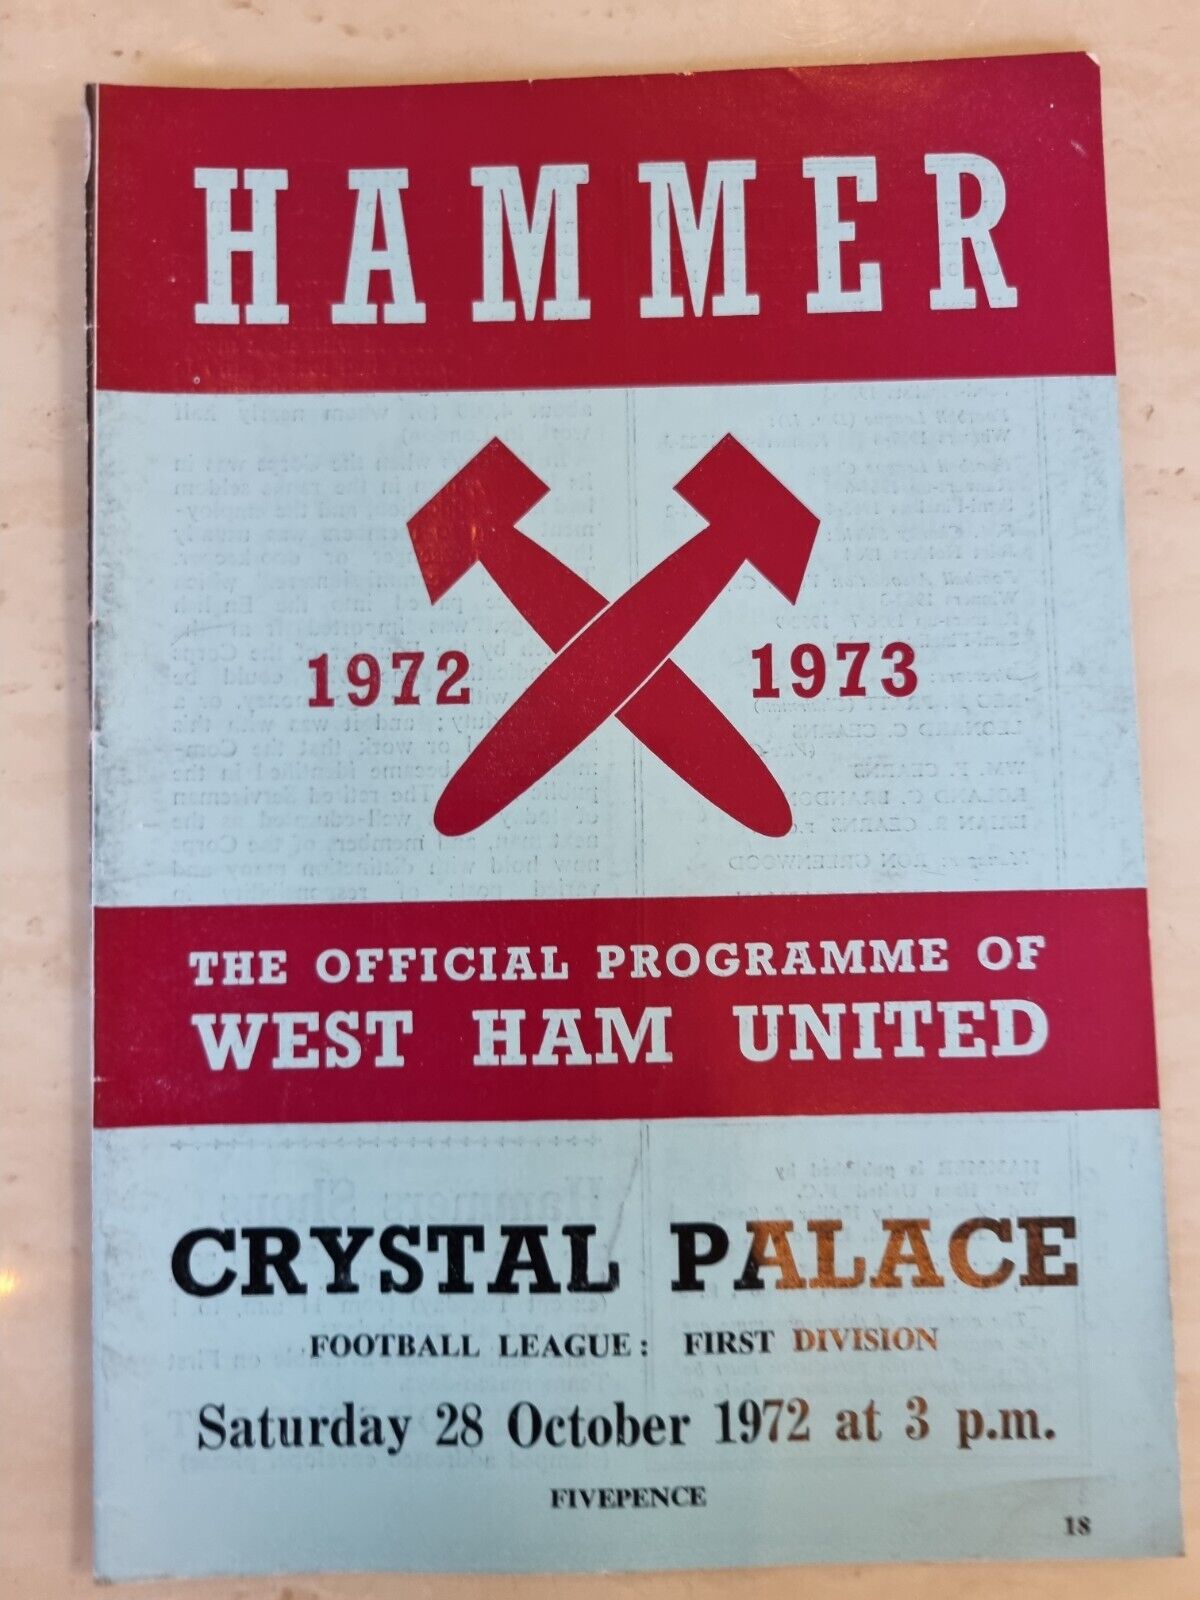 HAMMER
1972
1973
THE OFFICIAL PROGRAMME OF
WEST HAM UNITED
CRYSTAL PALACE
FOOTBALL LEAGUE: FIRST DIVISION
Saturday 28 October 1972 at 3 p.m.
FIVEPENCE
18